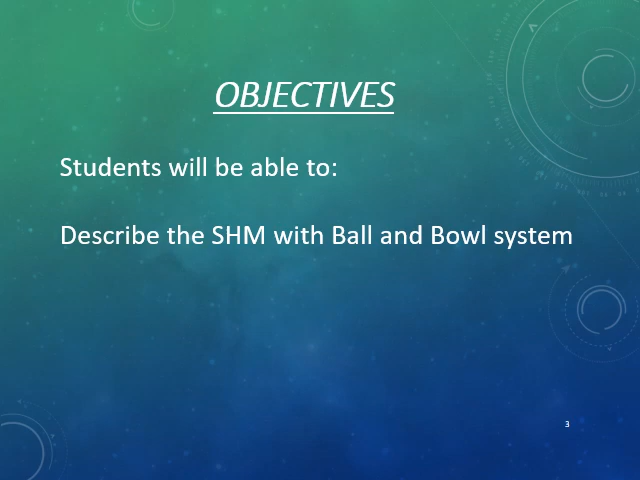 OBJECTIVES
Students will be able to:
Describe the SHM with Ball and Bowl system
3